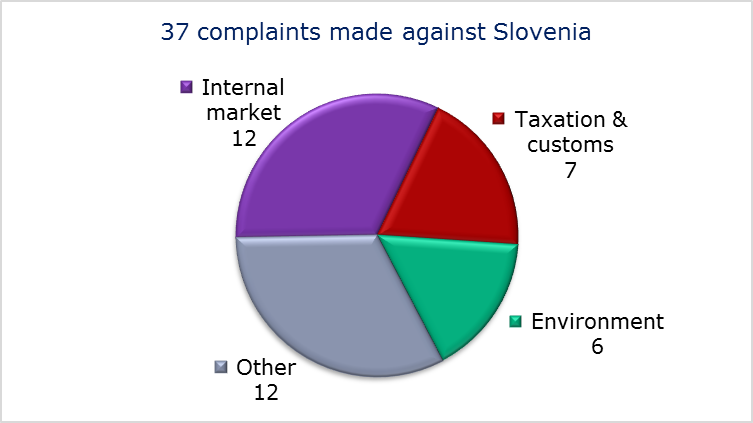 37 complaints made against Slovenia
Internal
market
12
Taxation &
customs
7
Environment
6
Other
12